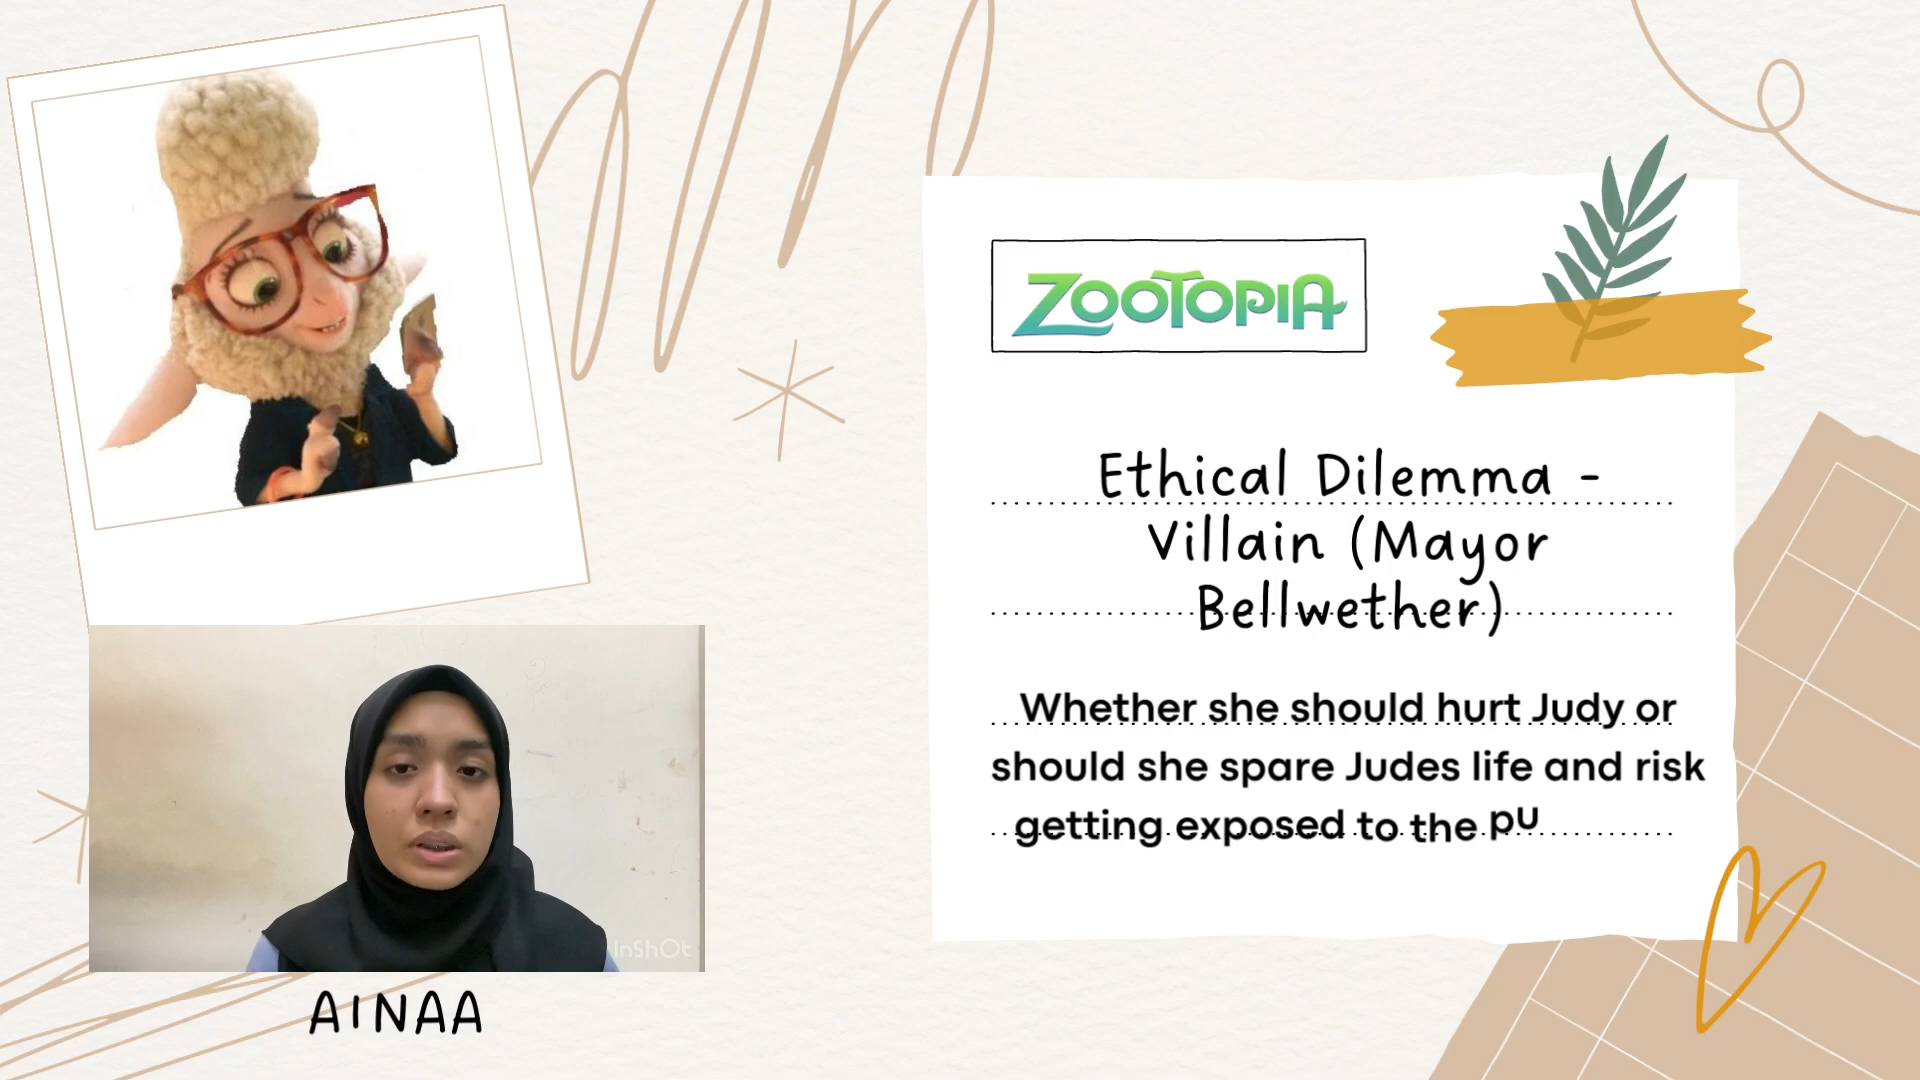 ZOOTOPIA
Ethical Dilemma -
Villain (Mayor
Bellwether)
Whether she should hurt Judy or
should she spare Judes life and risk
getting exposed to the pu
InShOt
AINAA